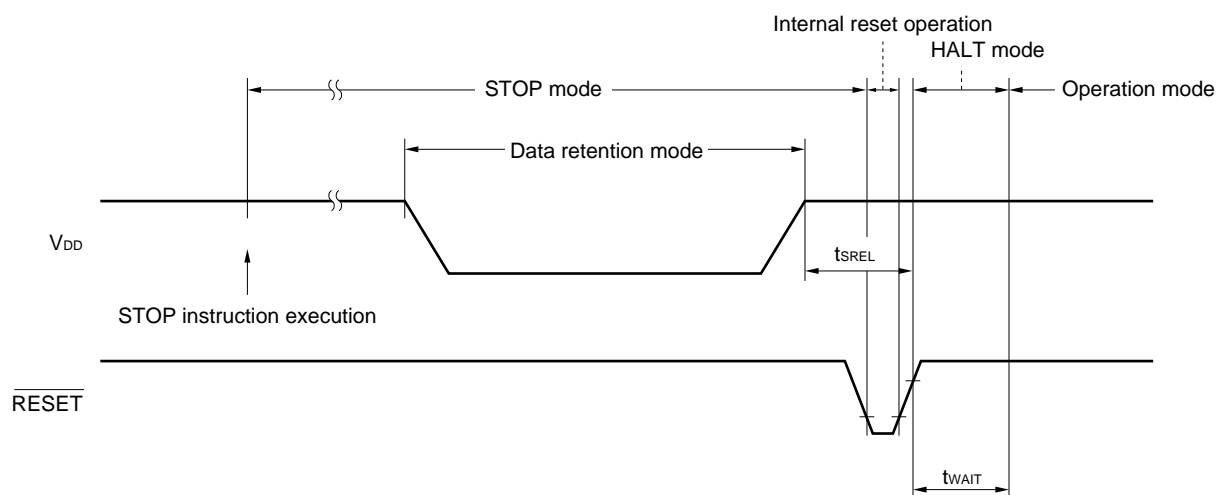 Internal reset operation
HALT mode
STOP mode
Operation mode
Data retention mode
VDD
tSREL
STOP instruction execution
RESET
tWAIT